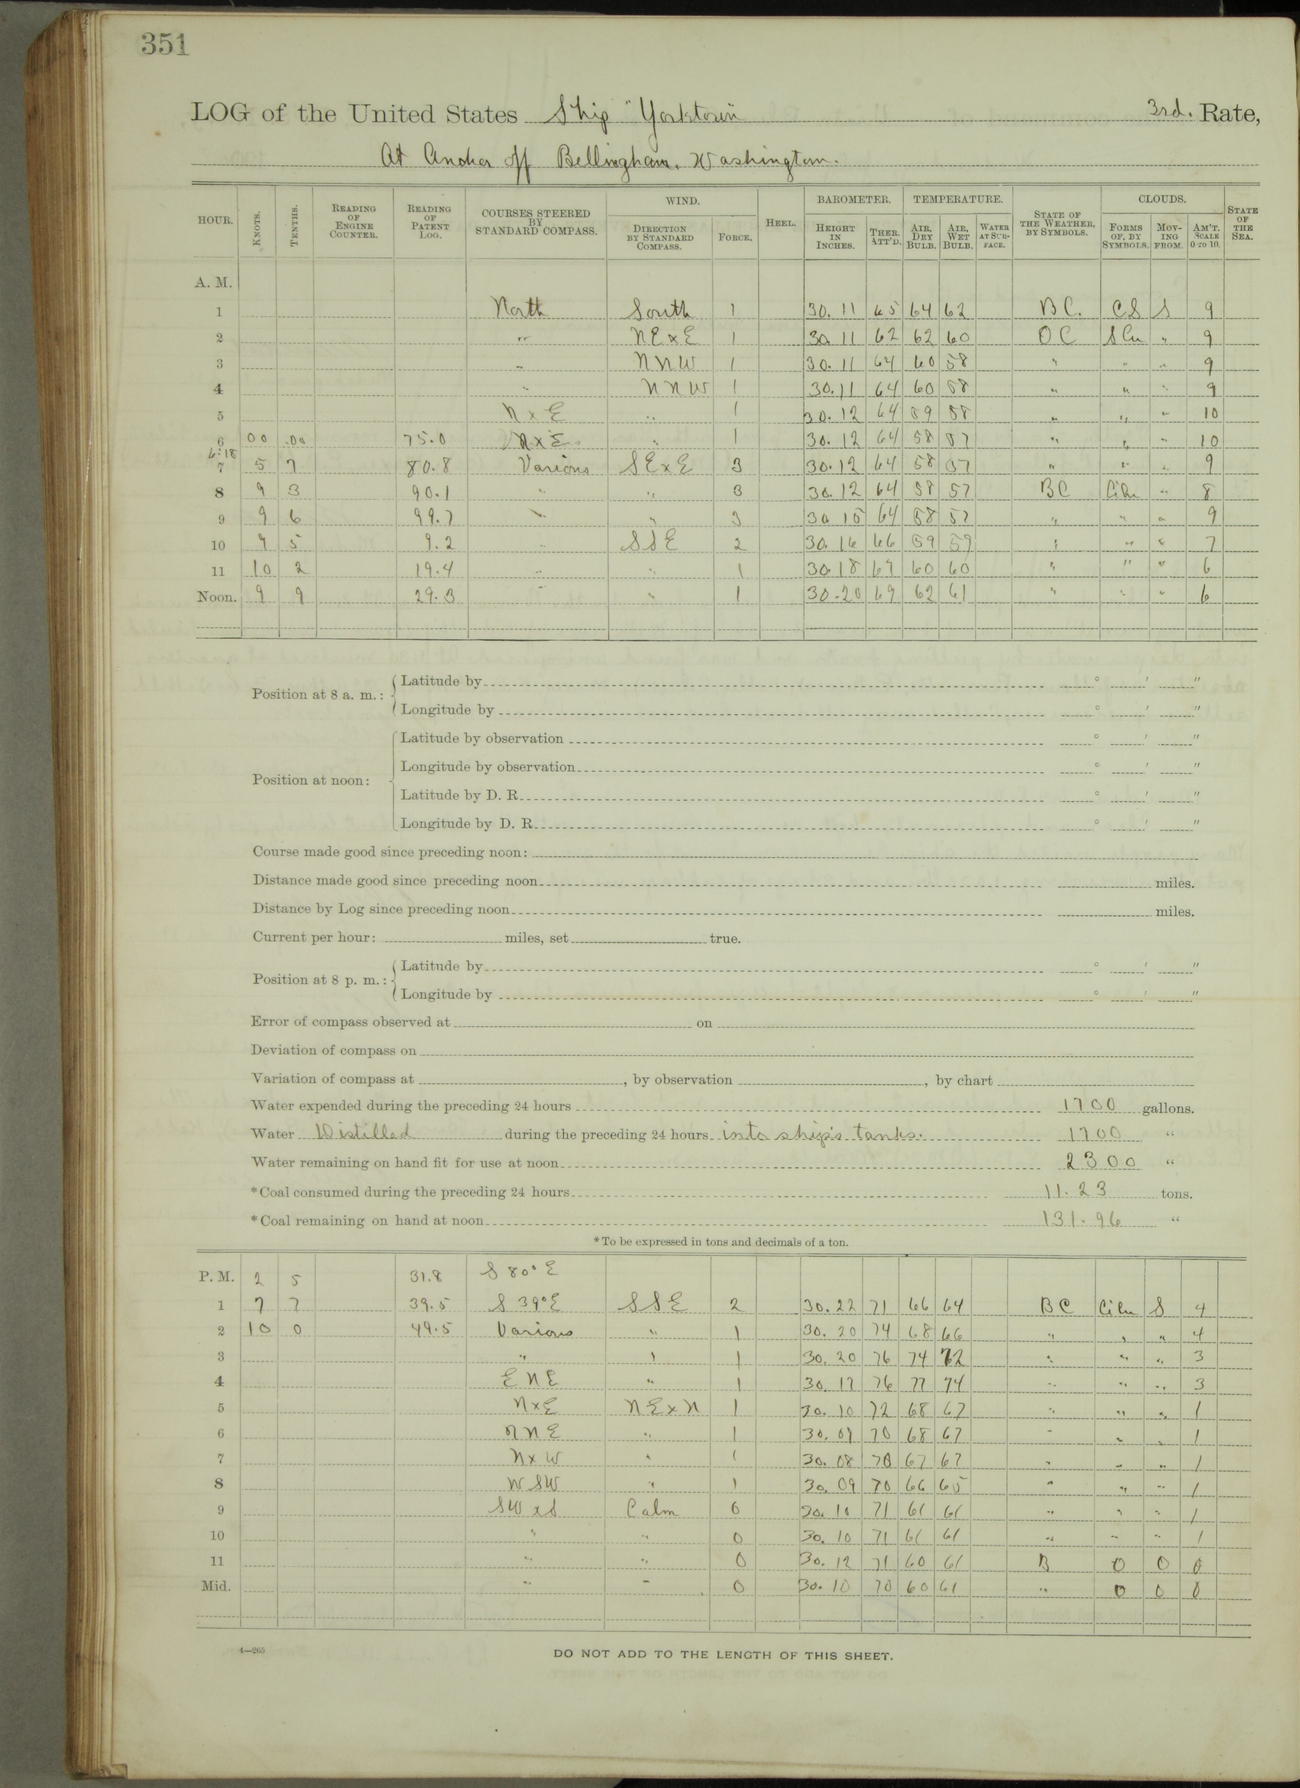 351
LOG of the United States Ship "Yorktown" 3rd. Rate,
At Anchor off Bellingham, Washington.
HOUR. KNOTS. TENTHS. READING OF ENGINE COUNTER. READING OF PATENT LOG. COURSES STEERED BY STANDARD COMPASS. WIND. DIRECTION BY STANDARD COMPASS. FORCE. HEEL. BAROMETER. HEIGHT IN INCHES. THER. ATT'D. TEMPERATURE. AIR, DRY BULB. AIR, WET BULB. WATER AT SURFACE. STATE OF THE WEATHER, BY SYMBOLS. CLOUDS. FORMS OF, BY SYMBOLS. MOVING FROM. AM'T. SCALE 0 TO 10. STATE OF THE SEA.
A. M.
1 North South 1 30.11 65 64 62 BC. CS S 9
2 " NExE 1 30 11 62 62 60 OC SCu " 9
3 " NNW 1 30.11 64 60 58 " " " 9
4 " NNW 1 30.11 64 60 58 " " " 9
5 NxE " 1 30.12 64 59 58 " " " 10
6 00 .00 75.0 NxE " 1 30.12 64 58 57 " " " 10
6:18
7 5 7 80.8 Various SExE 3 30.12 64 58 57 " " " 9
8 9 3 90.1 " " 3 30.12 64 58 57 BC CiCu " 8
9 9 6 99.7 " " 3 30 15 64 58 57 " " " 9
10 9 5 9.2 " SSE 2 30.16 66 59 59 " " " 7
11 10 2 19.4 " " 1 30.18 67 60 60 " " " 6
Noon. 9 9 29.3 " " 1 30.20 69 62 61 " " " 6
Position at 8 a. m.: Latitude by ° ′ ″
Longitude by ° ′ ″
Position at noon: Latitude by observation ° ′ ″
Longitude by observation ° ′ ″
Latitude by D. R. ° ′ ″
Longitude by D. R. ° ′ ″
Course made good since preceding noon:
Distance made good since preceding noon miles.
Distance by Log since preceding noon miles.
Current per hour: miles, set true.
Position at 8 p. m.: Latitude by ° ′ ″
Longitude by ° ′ ″
Error of compass observed at on
Deviation of compass on
Variation of compass at , by observation , by chart
Water expended during the preceding 24 hours 1700 gallons.
Water Distilled during the preceding 24 hours into ship's tanks. 1700 "
Water remaining on hand fit for use at noon 2300 "
*Coal consumed during the preceding 24 hours 11.23 tons.
*Coal remaining on hand at noon 131.96 "
*To be expressed in tons and decimals of a ton.
P. M. 2 5 31.8 S 80° E
1 7 7 39.5 S 39° E SSE 2 30.22 71 66 64 BC CiCu S 4
2 10 0 49.5 Various " 1 30.20 74 68 66 " " " 4
3 " " 1 30.20 76 74 72 " " " 3
4 ENE " 1 30.17 76 77 74 " " " 3
5 NxE NExN 1 30.10 72 68 67 " " " 1
6 NNE " 1 30.09 70 68 67 " " " 1
7 NxW " 1 30.08 70 67 67 " " " 1
8 WSW " 1 30.09 70 66 65 " " " 1
9 SWxS Calm 0 30.10 71 61 61 " " " 1
10 " " 0 30.10 71 61 61 " " " 1
11 " " 0 30.12 71 60 61 B 0 0 0
Mid. " " 0 30.10 70 60 61 " 0 0 0
4—265 DO NOT ADD TO THE LENGTH OF THIS SHEET.